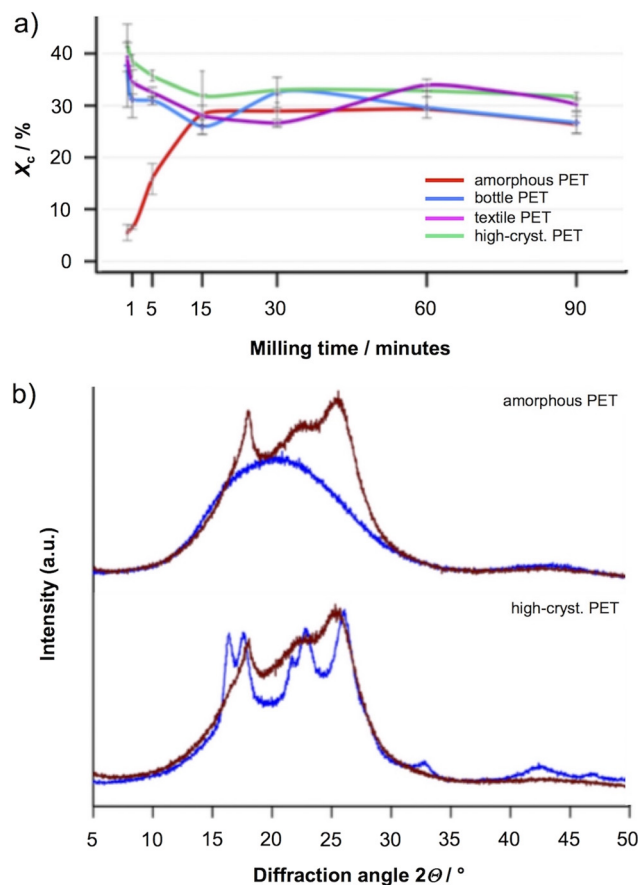 a)
40
30
20
10
0
Xc / %
amorphous PET
bottle PET
textile PET
high-cryst. PET
1 5 15 30 60 90
Milling time / minutes
b)
amorphous PET
high-cryst. PET
Intensity (a.u.)
5 10 15 20 25 30 35 40 45 50
Diffraction angle 2Θ / °